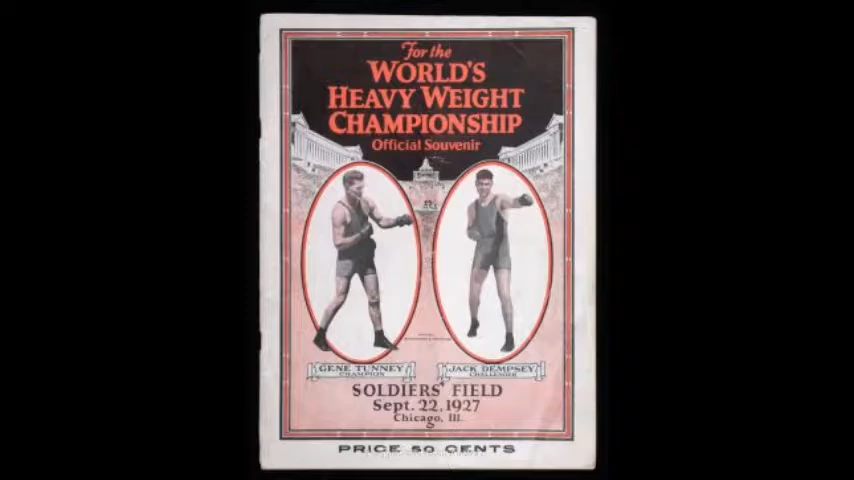 For the
WORLD'S
HEAVY WEIGHT
CHAMPIONSHIP
Official Souvenir
GENE TUNNEY
CHAMPION
JACK DEMPSEY
CHALLENGER
SOLDIERS' FIELD
Sept. 22, 1927
Chicago, Ill.
PRICE 50 CENTS